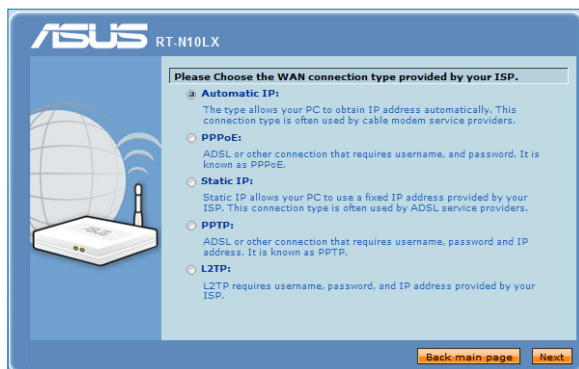 ASUS RT-N10LX
Please Choose the WAN connection type provided by your ISP.
Automatic IP:
The type allows your PC to obtain IP address automatically. This
connection type is often used by cable modem service providers.
PPPoE:
ADSL or other connection that requires username, and password. It is
known as PPPoE.
Static IP:
Static IP allows your PC to use a fixed IP address provided by your
ISP. This connection type is often used by ADSL service providers.
PPTP:
ADSL or other connection that requires username, password and IP
address. It is known as PPTP.
L2TP:
L2TP requires username, password, and IP address provided by your
ISP.
Back main page Next